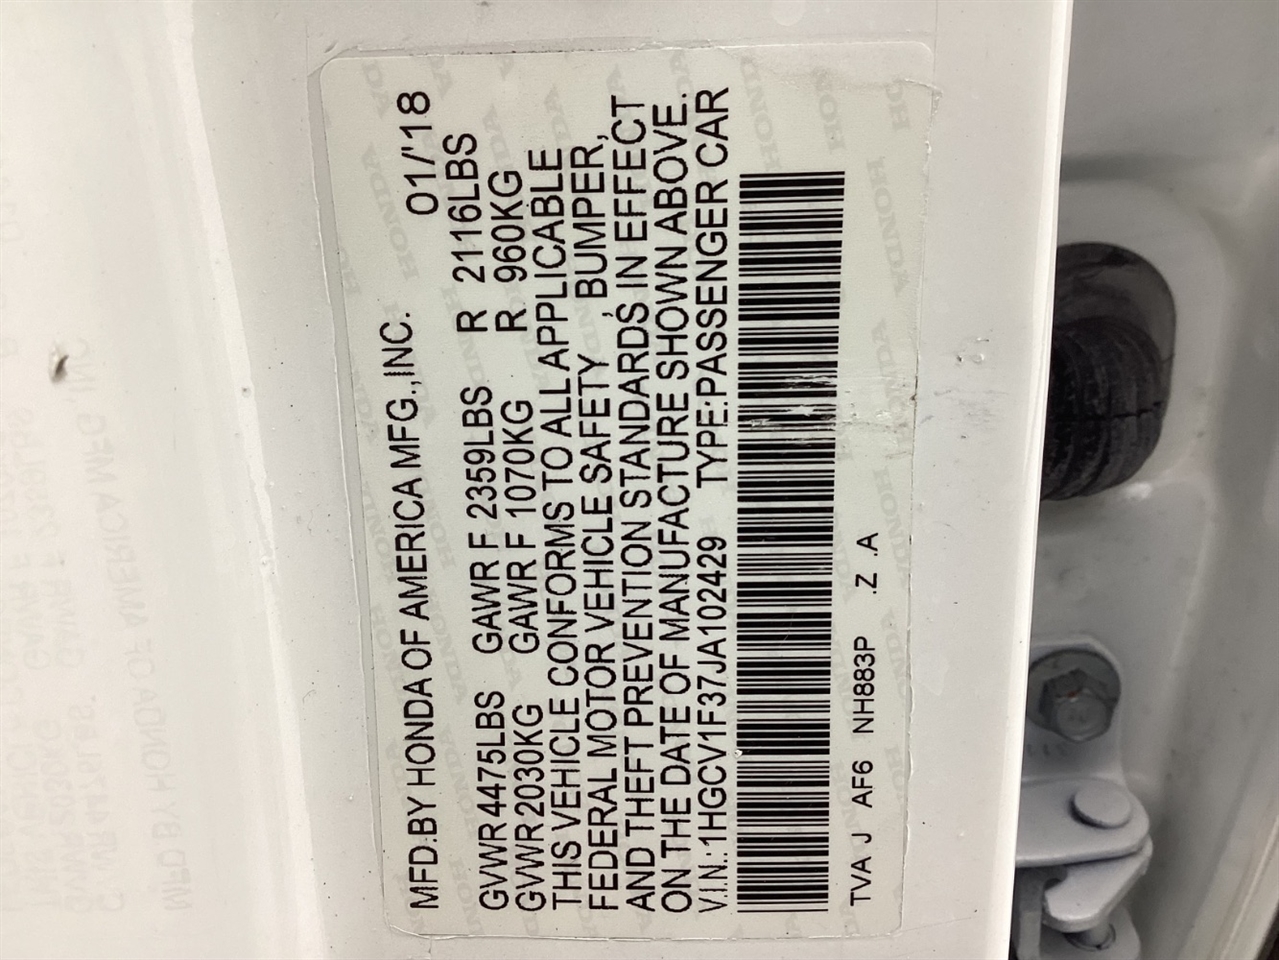 MFD.BY HONDA OF AMERICA MFG.,INC. 01/'18
GVWR 4475LBS GAWR F 2359LBS R 2116LBS
GVWR 2030KG GAWR F 1070KG R 960KG
THIS VEHICLE CONFORMS TO ALL APPLICABLE
FEDERAL MOTOR VEHICLE SAFETY , BUMPER,
AND THEFT PREVENTION STANDARDS IN EFFECT
ON THE DATE OF MANUFACTURE SHOWN ABOVE.
V.I.N.: 1HGCV1F37JA102429 TYPE:PASSENGER CAR
TVA J AF6 NH883P .Z .A